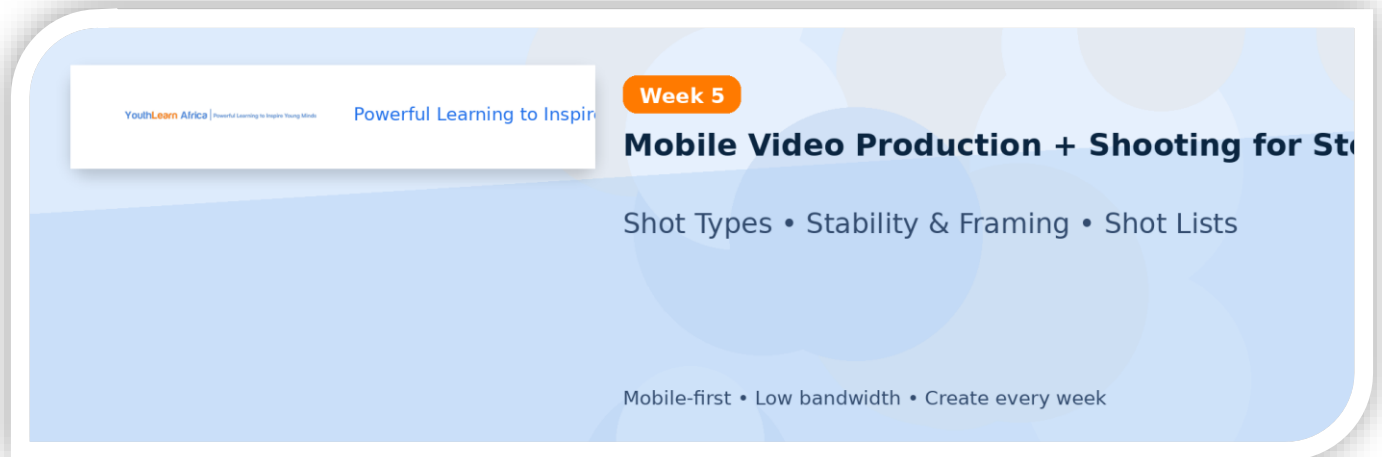 YouthLearn Africa | Powerful Learning to Inspire Young Minds
Powerful Learning to Inspir
Week 5
Mobile Video Production + Shooting for St
Shot Types • Stability & Framing • Shot Lists
Mobile-first • Low bandwidth • Create every week